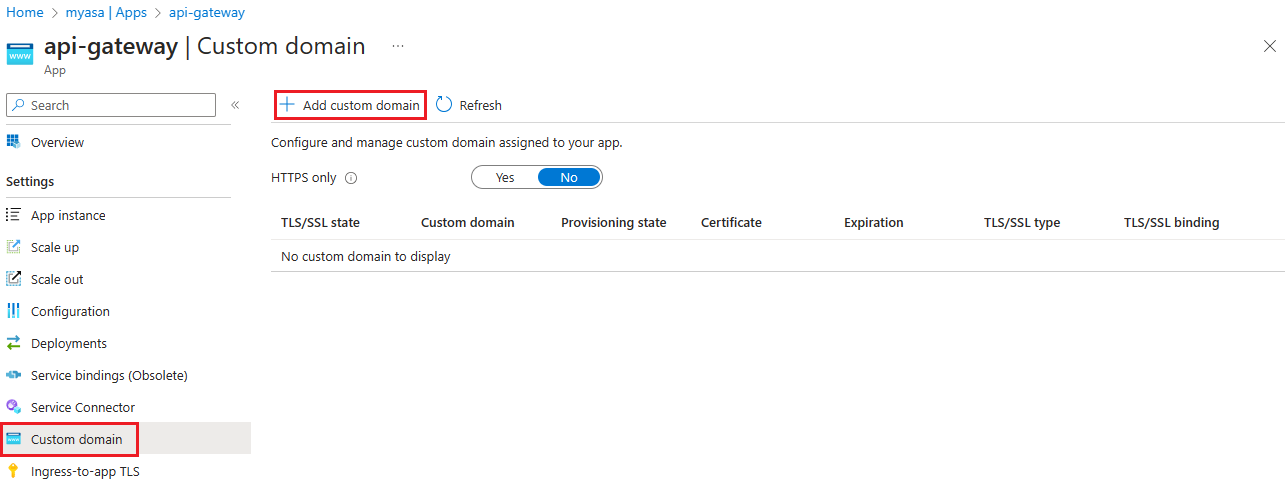 Home > myasa | Apps > api-gateway
api-gateway | Custom domain ...
App
Search «
Overview
Settings
App instance
Scale up
Scale out
Configuration
Deployments
Service bindings (Obsolete)
Service Connector
Custom domain
Ingress-to-app TLS
+ Add custom domain Refresh
Configure and manage custom domain assigned to your app.
HTTPS only Yes No
TLS/SSL state Custom domain Provisioning state Certificate Expiration TLS/SSL type TLS/SSL binding
No custom domain to display